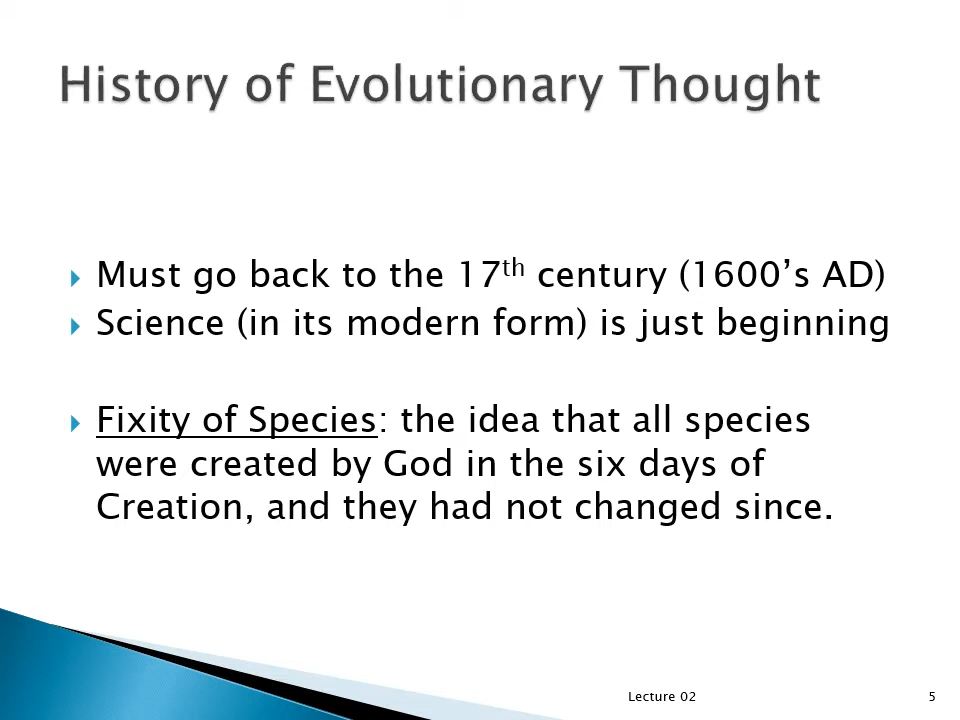 History of Evolutionary Thought
Must go back to the 17th century (1600’s AD)
Science (in its modern form) is just beginning
Fixity of Species: the idea that all species
were created by God in the six days of
Creation, and they had not changed since.
Lecture 02
5